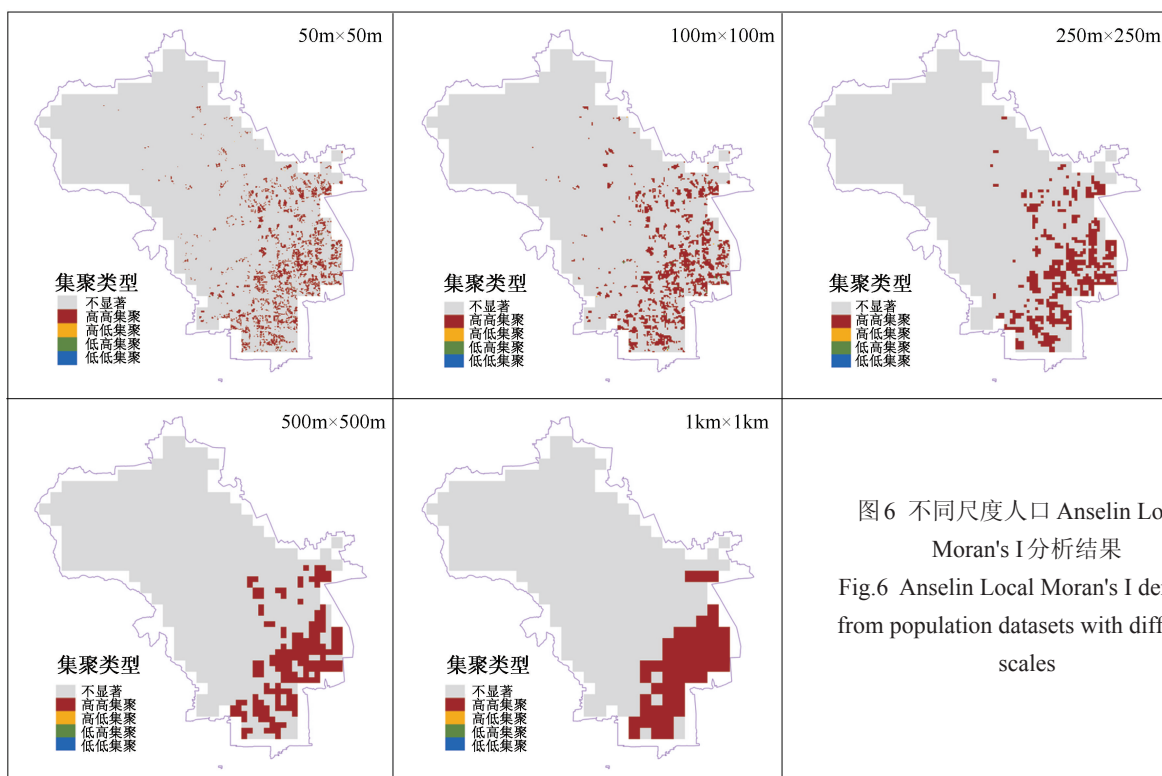 50m×50m
集聚类型
不显著
高高集聚
高低集聚
低高集聚
低低集聚
100m×100m
集聚类型
不显著
高高集聚
高低集聚
低高集聚
低低集聚
250m×250m
集聚类型
不显著
高高集聚
高低集聚
低高集聚
低低集聚
500m×500m
集聚类型
不显著
高高集聚
高低集聚
低高集聚
低低集聚
1km×1km
集聚类型
不显著
高高集聚
高低集聚
低高集聚
低低集聚
图6 不同尺度人口 Anselin Lo
Moran's I分析结果
Fig.6 Anselin Local Moran's I de
from population datasets with diff
scales